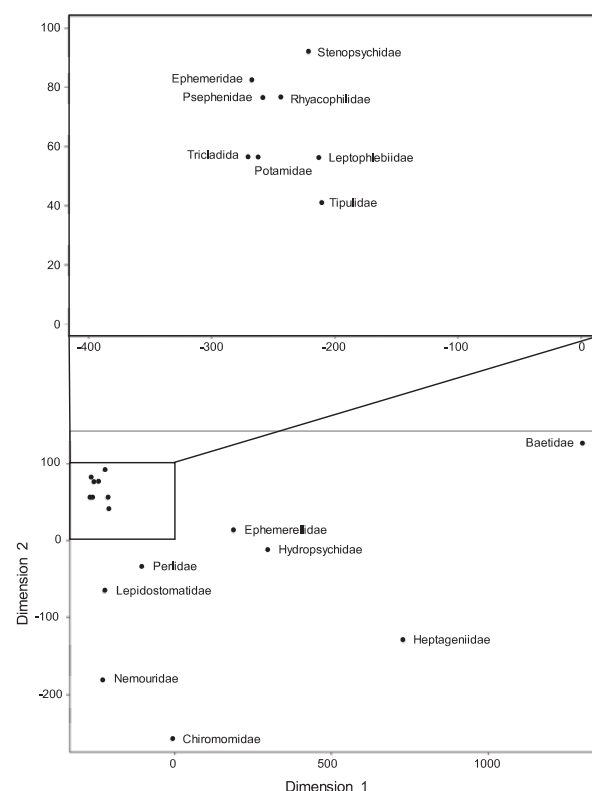 100
Stenopsychidae
Ephemeridae
80
Psephenidae
Rhyacophilidae
60
Tricladida
Leptophlebiidae
Potamidae
40
Tipulidae
20
0
-400
-300
-200
-100
0
Baetidae
100
Ephemerellidae
0
Hydropsychidae
Perlidae
Lepidostomatidae
-100
Heptageniidae
Nemouridae
-200
Chiromomidae
0
500
1000
Dimension 2
Dimension 1